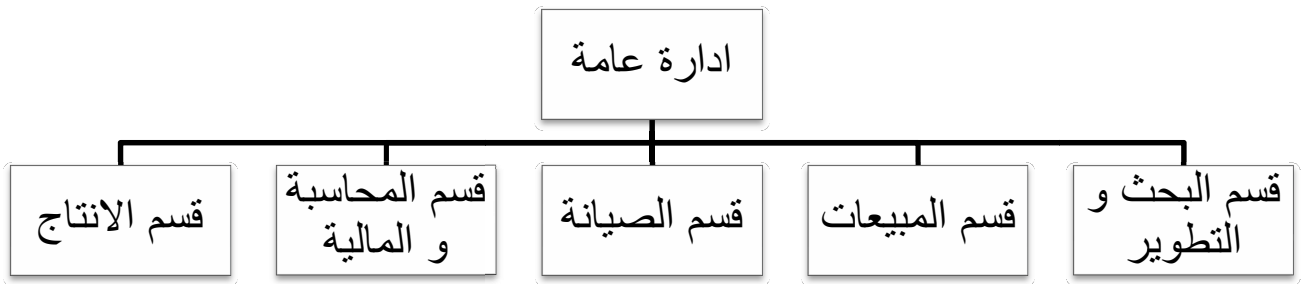 ادارة عامة
قسم البحث و
التطوير
قسم المبيعات
قسم الصيانة
قسم المحاسبة
و المالية
قسم الانتاج